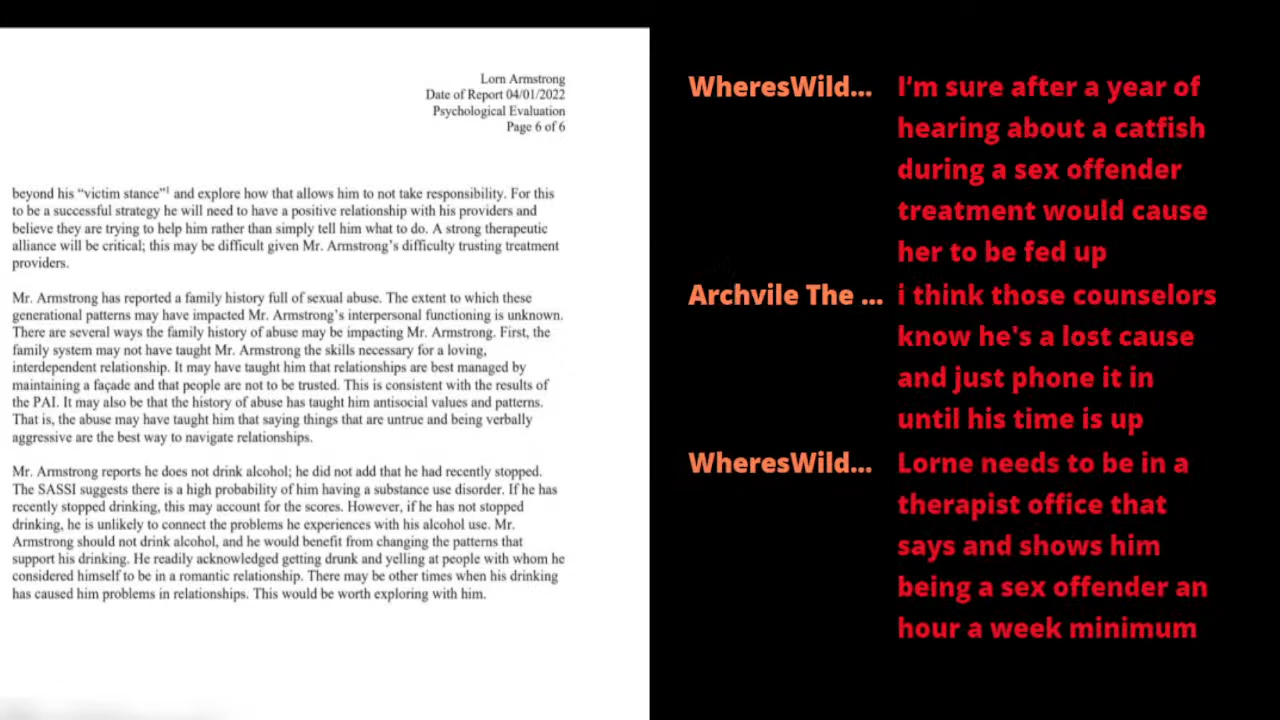 Lorn Armstrong
Date of Report 04/01/2022
Psychological Evaluation
Page 6 of 6
beyond his “victim stance”¹ and explore how that allows him to not take responsibility. For this
to be a successful strategy he will need to have a positive relationship with his providers and
believe they are trying to help him rather than simply tell him what to do. A strong therapeutic
alliance will be critical; this may be difficult given Mr. Armstrong’s difficulty trusting treatment
providers.
Mr. Armstrong has reported a family history full of sexual abuse. The extent to which these
generational patterns may have impacted Mr. Armstrong’s interpersonal functioning is unknown.
There are several ways the family history of abuse may be impacting Mr. Armstrong. First, the
family system may not have taught Mr. Armstrong the skills necessary for a loving,
interdependent relationship. It may have taught him that relationships are best managed by
maintaining a façade and that people are not to be trusted. This is consistent with the results of
the PAI. It may also be that the history of abuse has taught him antisocial values and patterns.
That is, the abuse may have taught him that saying things that are untrue and being verbally
aggressive are the best way to navigate relationships.
Mr. Armstrong reports he does not drink alcohol; he did not add that he had recently stopped.
The SASSI suggests there is a high probability of him having a substance use disorder. If he has
recently stopped drinking, this may account for the scores. However, if he has not stopped
drinking, he is unlikely to connect the problems he experiences with his alcohol use. Mr.
Armstrong should not drink alcohol, and he would benefit from changing the patterns that
support his drinking. He readily acknowledged getting drunk and yelling at people with whom he
considered himself to be in a romantic relationship. There may be other times when his drinking
has caused him problems in relationships. This would be worth exploring with him.
WheresWild... I’m sure after a year of
hearing about a catfish
during a sex offender
treatment would cause
her to be fed up
Archvile The ... i think those counselors
know he's a lost cause
and just phone it in
until his time is up
WheresWild... Lorne needs to be in a
therapist office that
says and shows him
being a sex offender an
hour a week minimum